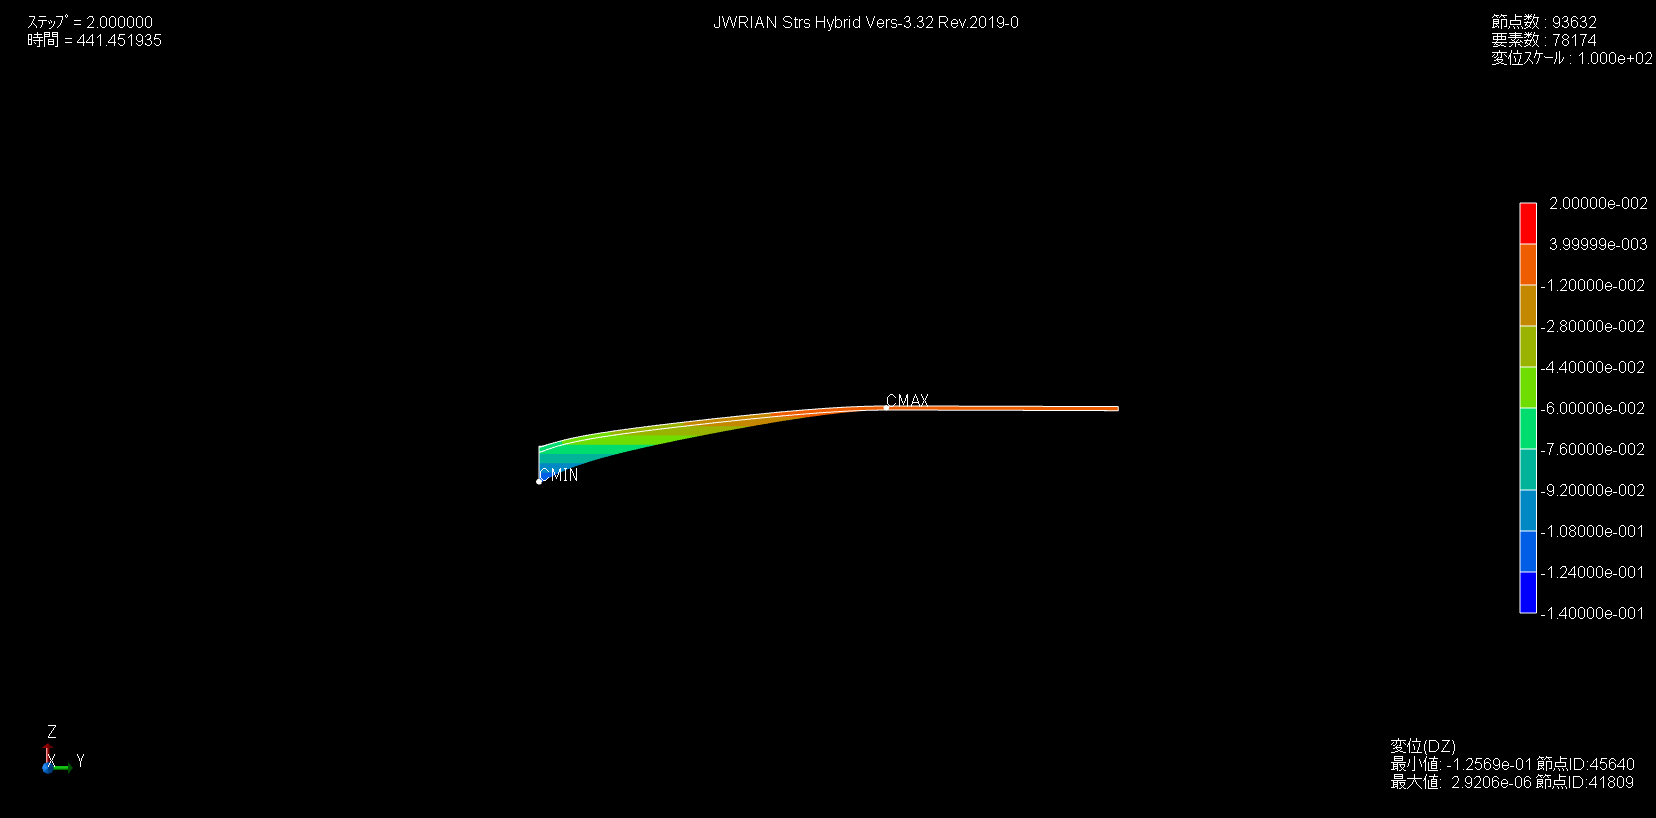 ｽﾃｯﾌﾟ = 2.000000
時間 = 441.451935
JWRIAN Strs Hybrid Vers-3.32 Rev.2019-0
節点数 : 93632
要素数 : 78174
変位ｽｹｰﾙ : 1.000e+02
2.00000e-002
3.99999e-003
-1.20000e-002
-2.80000e-002
-4.40000e-002
-6.00000e-002
-7.60000e-002
-9.20000e-002
-1.08000e-001
-1.24000e-001
-1.40000e-001
CMAX
CMIN
Z
X
Y
変位(DZ)
最小値: -1.2569e-01 節点ID:45640
最大値: 2.9206e-06 節点ID:41809